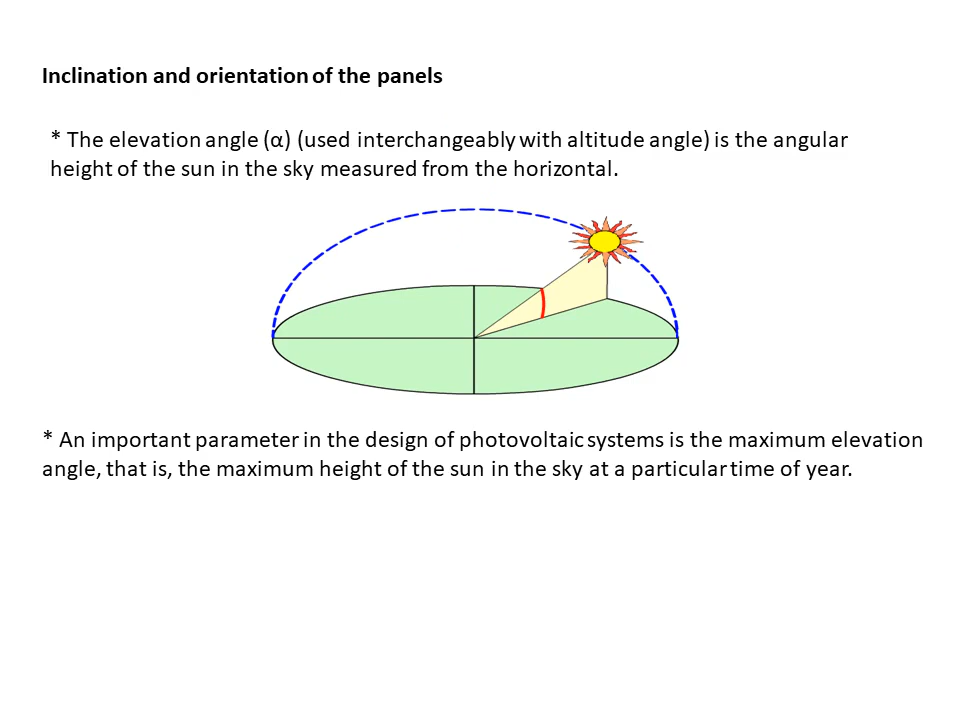 Inclination and orientation of the panels
* The elevation angle (α) (used interchangeably with altitude angle) is the angular
height of the sun in the sky measured from the horizontal.
* An important parameter in the design of photovoltaic systems is the maximum elevation
angle, that is, the maximum height of the sun in the sky at a particular time of year.